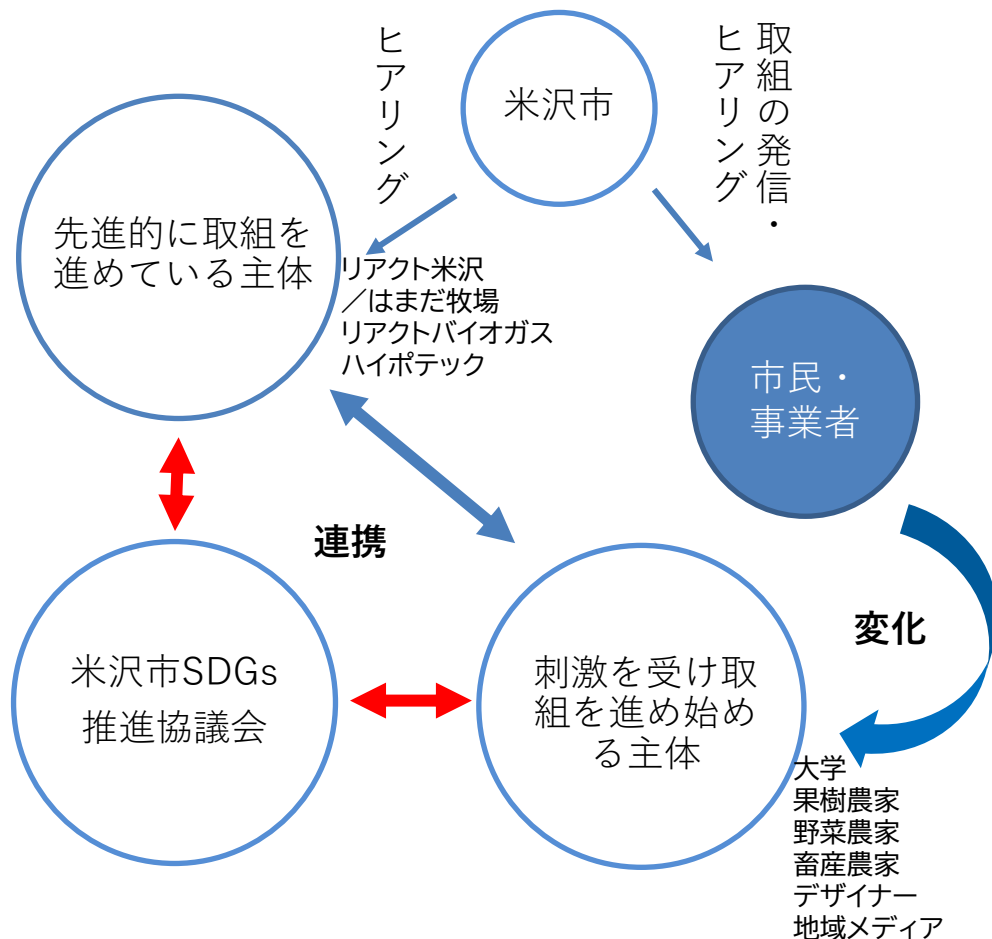 ヒアリング
米沢市
取組の発信・
ヒアリング
先進的に取組を
進めている主体
リアクト米沢
／はまだ牧場
リアクトバイオガス
ハイポテック
市民・
事業者
連携
変化
米沢市SDGs
推進協議会
刺激を受け取
組を進め始め
る主体
大学
果樹農家
野菜農家
畜産農家
デザイナー
地域メディア